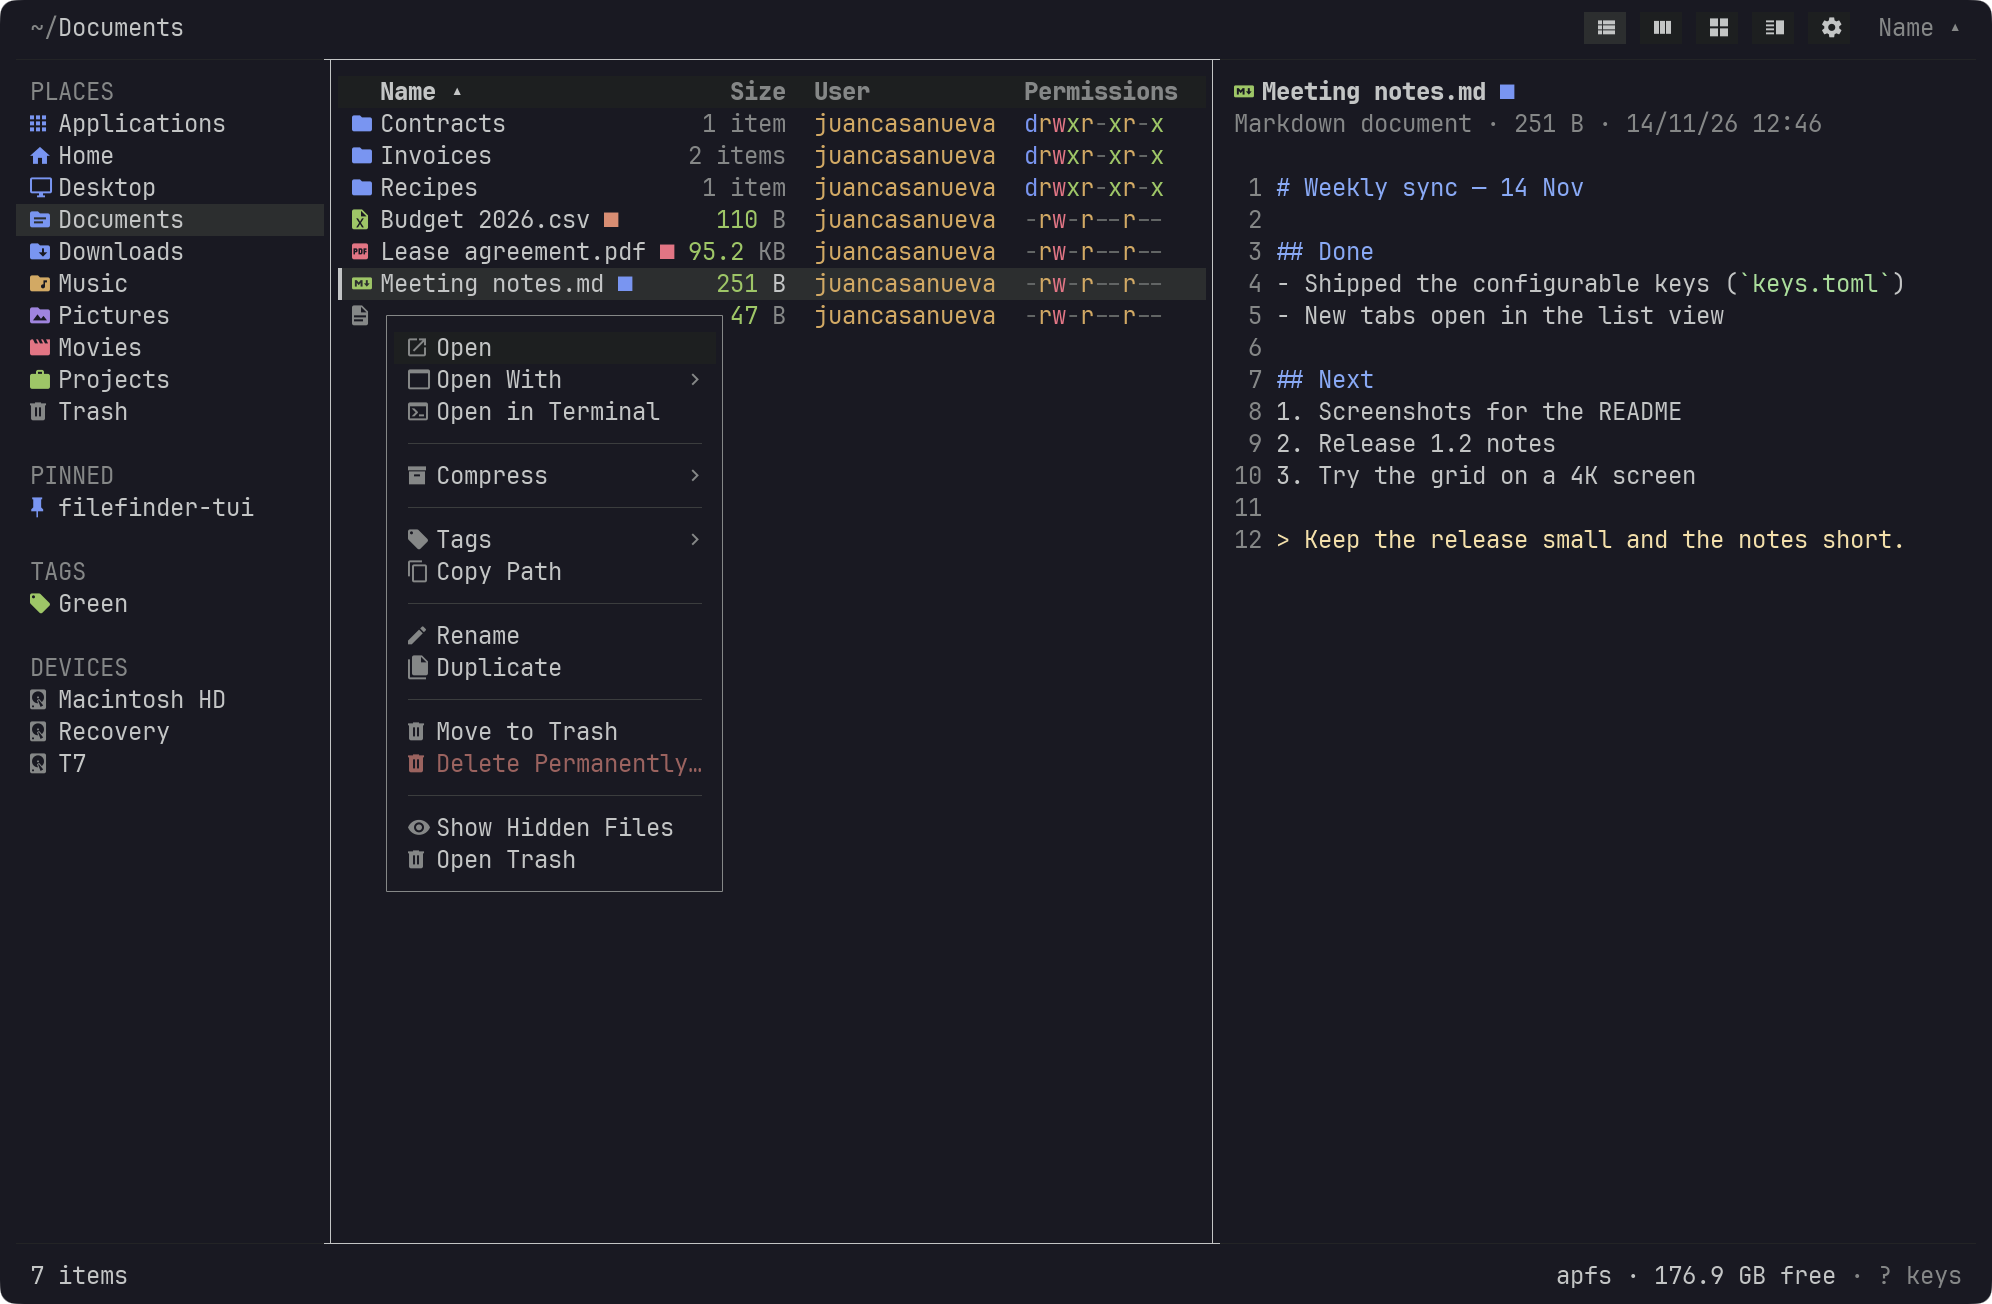 ~/Documents
Name ▲
PLACES
Applications
Home
Desktop
Documents
Downloads
Music
Pictures
Movies
Projects
Trash
PINNED
filefinder-tui
TAGS
Green
DEVICES
Macintosh HD
Recovery
T7
Name ▲ Size User Permissions
Contracts 1 item juancasanueva drwxr-xr-x
Invoices 2 items juancasanueva drwxr-xr-x
Recipes 1 item juancasanueva drwxr-xr-x
Budget 2026.csv 110 B juancasanueva -rw-r--r--
Lease agreement.pdf 95.2 KB juancasanueva -rw-r--r--
Meeting notes.md 251 B juancasanueva -rw-r--r--
47 B juancasanueva -rw-r--r--
Open
Open With >
Open in Terminal
Compress >
Tags >
Copy Path
Rename
Duplicate
Move to Trash
Delete Permanently…
Show Hidden Files
Open Trash
Meeting notes.md
Markdown document · 251 B · 14/11/26 12:46
1 # Weekly sync — 14 Nov
2
3 ## Done
4 - Shipped the configurable keys (`keys.toml`)
5 - New tabs open in the list view
6
7 ## Next
8 1. Screenshots for the README
9 2. Release 1.2 notes
10 3. Try the grid on a 4K screen
11
12 > Keep the release small and the notes short.
7 items
apfs · 176.9 GB free · ? keys